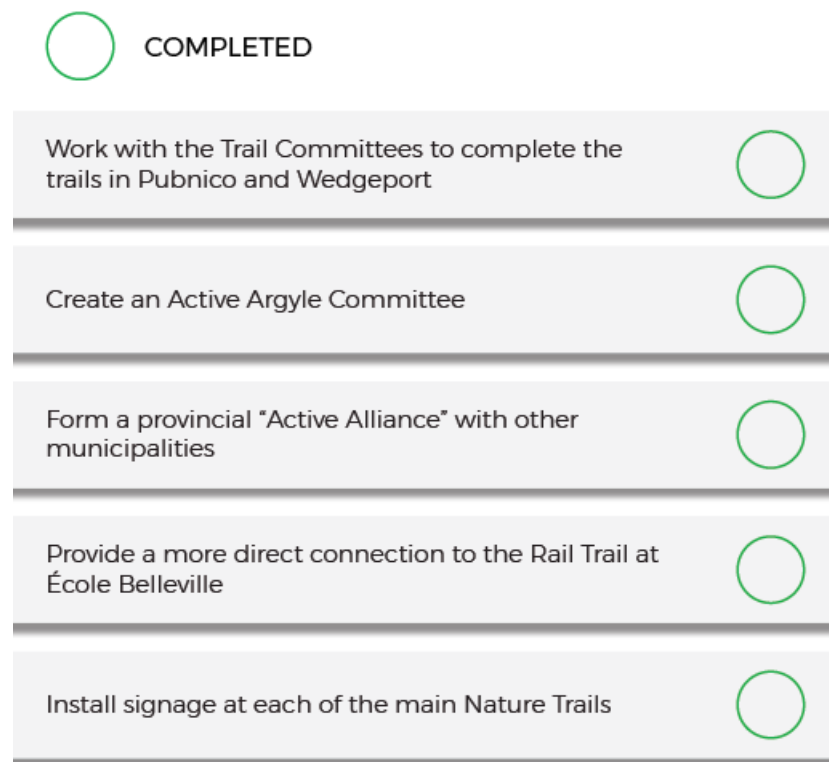 COMPLETED
Work with the Trail Committees to complete the
trails in Pubnico and Wedgeport
Create an Active Argyle Committee
Form a provincial “Active Alliance” with other
municipalities
Provide a more direct connection to the Rail Trail at
École Belleville
Install signage at each of the main Nature Trails